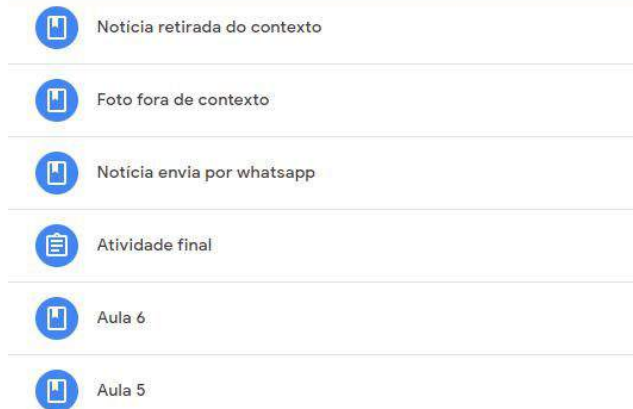 Notícia retirada do contexto
Foto fora de contexto
Notícia envia por whatsapp
Atividade final
Aula 6
Aula 5